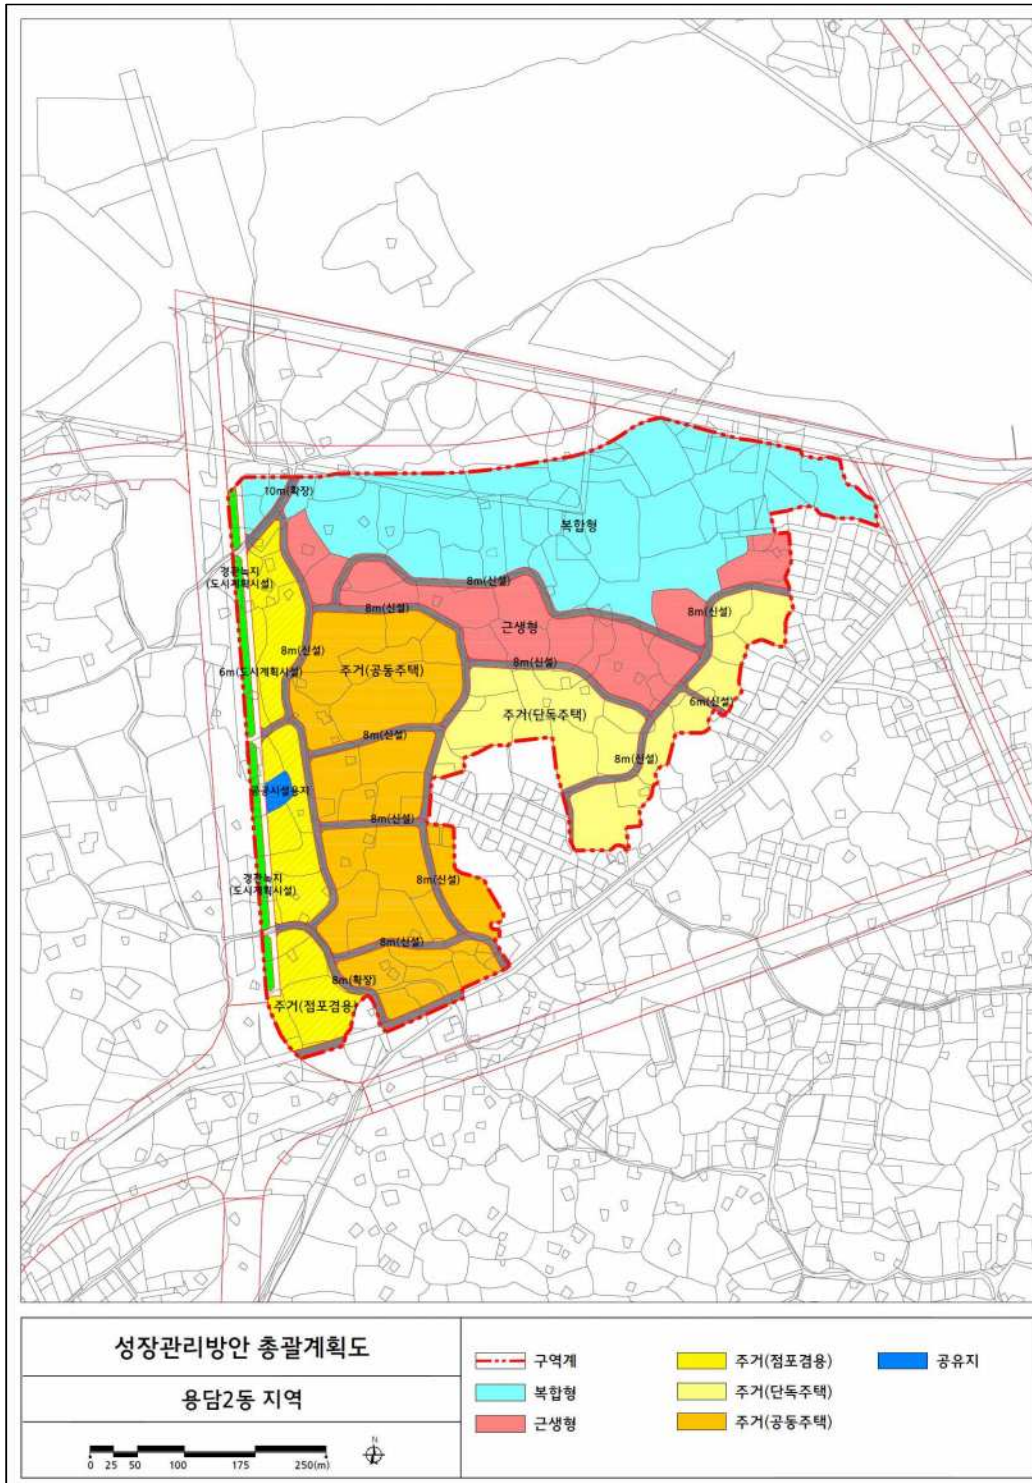 10m(확장)
복합형
경관녹지
(도시계획시설)
8m(신설)
8m(신설)
8m(신설)
근생형
8m(신설)
6m(도시계획시설)
주거(공동주택)
8m(신설)
6m(신설)
주거(단독주택)
8m(신설)
8m(신설)
공공시설용지
8m(신설)
경관녹지
(도시계획시설)
8m(신설)
8m(신설)
8m(확장)
주거(점포겸용)
성장관리방안 총괄계획도
용담2동 지역
0 25 50 100 175 250(m)
N
구역계
복합형
근생형
주거(점포겸용)
주거(단독주택)
주거(공동주택)
공유지